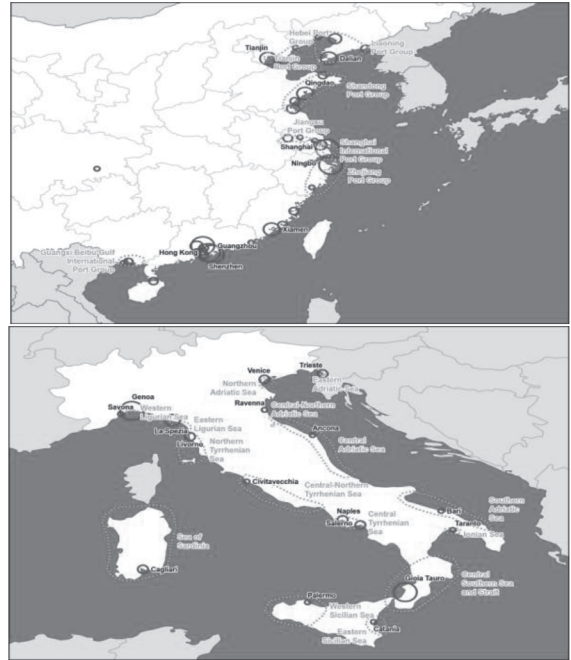 Hebei Port
Group
Liaoning
Port Group
Tianjin
Tianjin
Port Group
Dalian
Qingdao
Shandong
Port Group
Jiangsu
Port Group
Shanghai
Shanghai
International
Port Group
Ningbo
Zhejiang
Port Group
Xiamen
Guangzhou
Hong Kong
Shenzhen
Guangxi Beibu Gulf
International
Port Group
Venice
Trieste
Northern
Adriatic Sea
Eastern
Adriatic Sea
Genoa
Savona
Western
Ligurian Sea
Ravenna
Central-Northern
Adriatic Sea
Eastern
Ligurian Sea
La Spezia
Livorno
Northern
Tyrrhenian
Sea
Ancona
Central
Adriatic Sea
Civitavecchia
Central-Northern
Tyrrhenian Sea
Southern
Adriatic
Sea
Bari
Naples
Salerno
Central
Tyrrhenian
Sea
Taranto
Ionian Sea
Sea of
Sardinia
Cagliari
Gioia Tauro
Central
Southern Sea
and Strait
Palermo
Western
Sicilian Sea
Eastern
Sicilian Sea
Catania